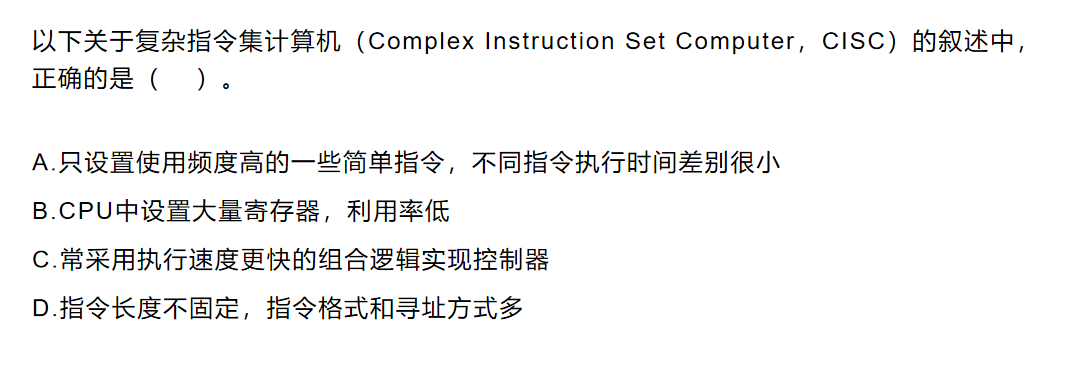 以下关于复杂指令集计算机（Complex Instruction Set Computer，CISC）的叙述中，
正确的是（  ）。
A.只设置使用频度高的一些简单指令，不同指令执行时间差别很小
B.CPU中设置大量寄存器，利用率低
C.常采用执行速度更快的组合逻辑实现控制器
D.指令长度不固定，指令格式和寻址方式多